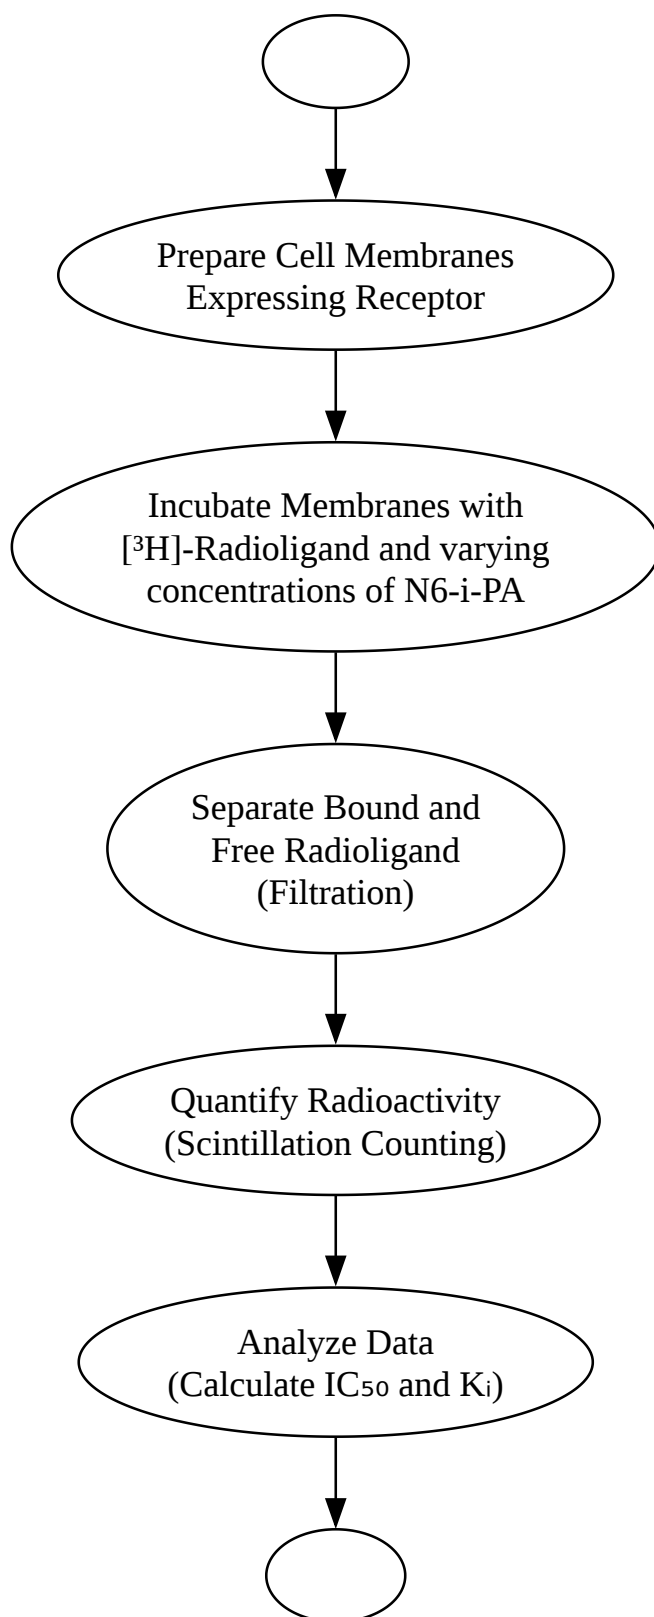 Prepare Cell Membranes
Expressing Receptor
Incubate Membranes with
[³H]-Radioligand and varying
concentrations of N6-i-PA
Separate Bound and
Free Radioligand
(Filtration)
Quantify Radioactivity
(Scintillation Counting)
Analyze Data
(Calculate IC₅₀ and Kᵢ)